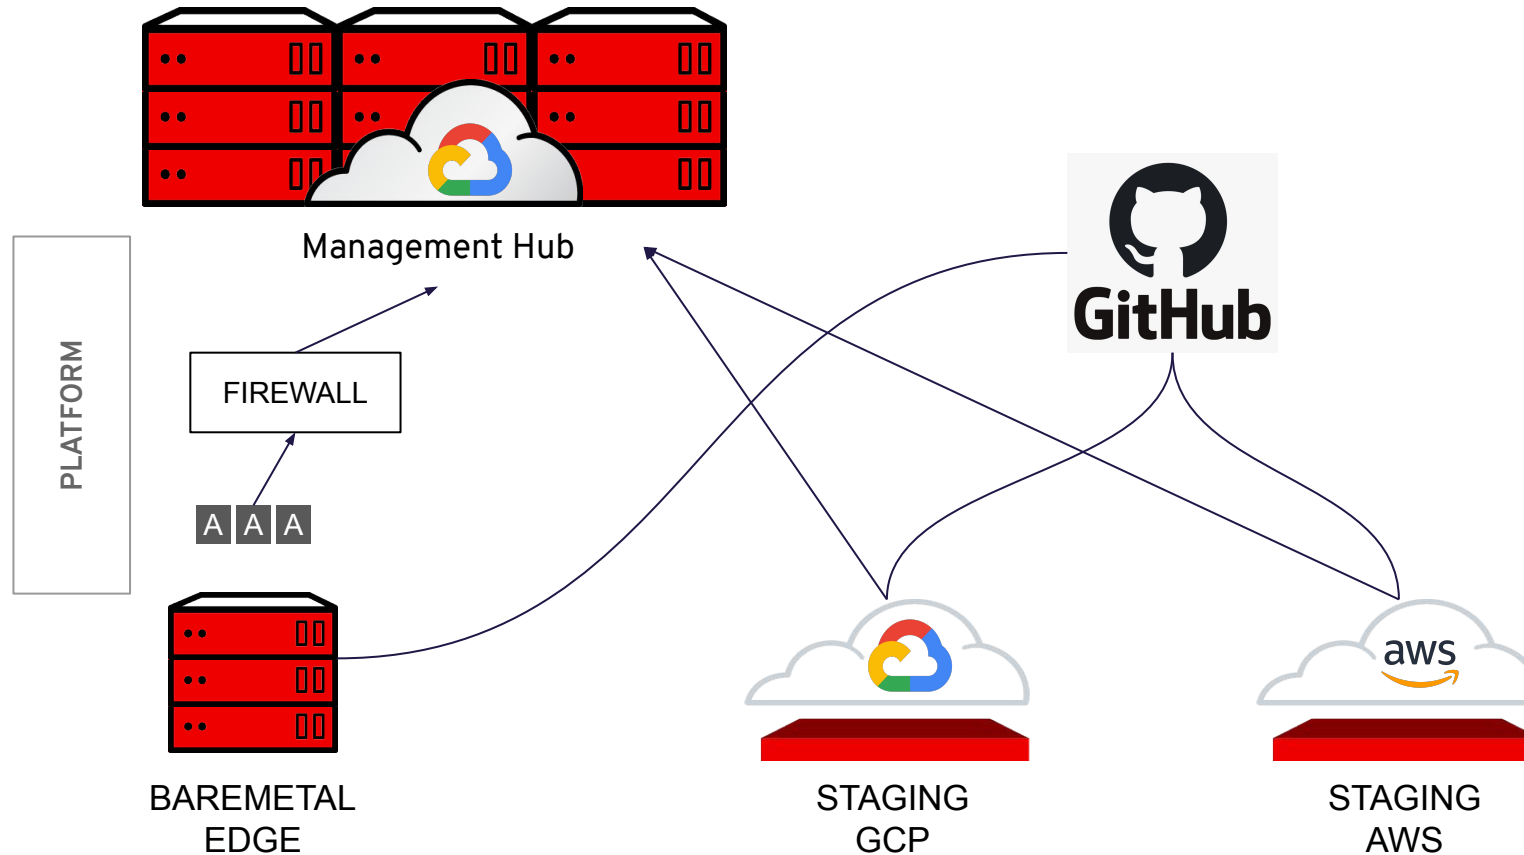 Management Hub
GitHub
PLATFORM
FIREWALL
A A A
aws
BAREMETAL
EDGE
STAGING
GCP
STAGING
AWS